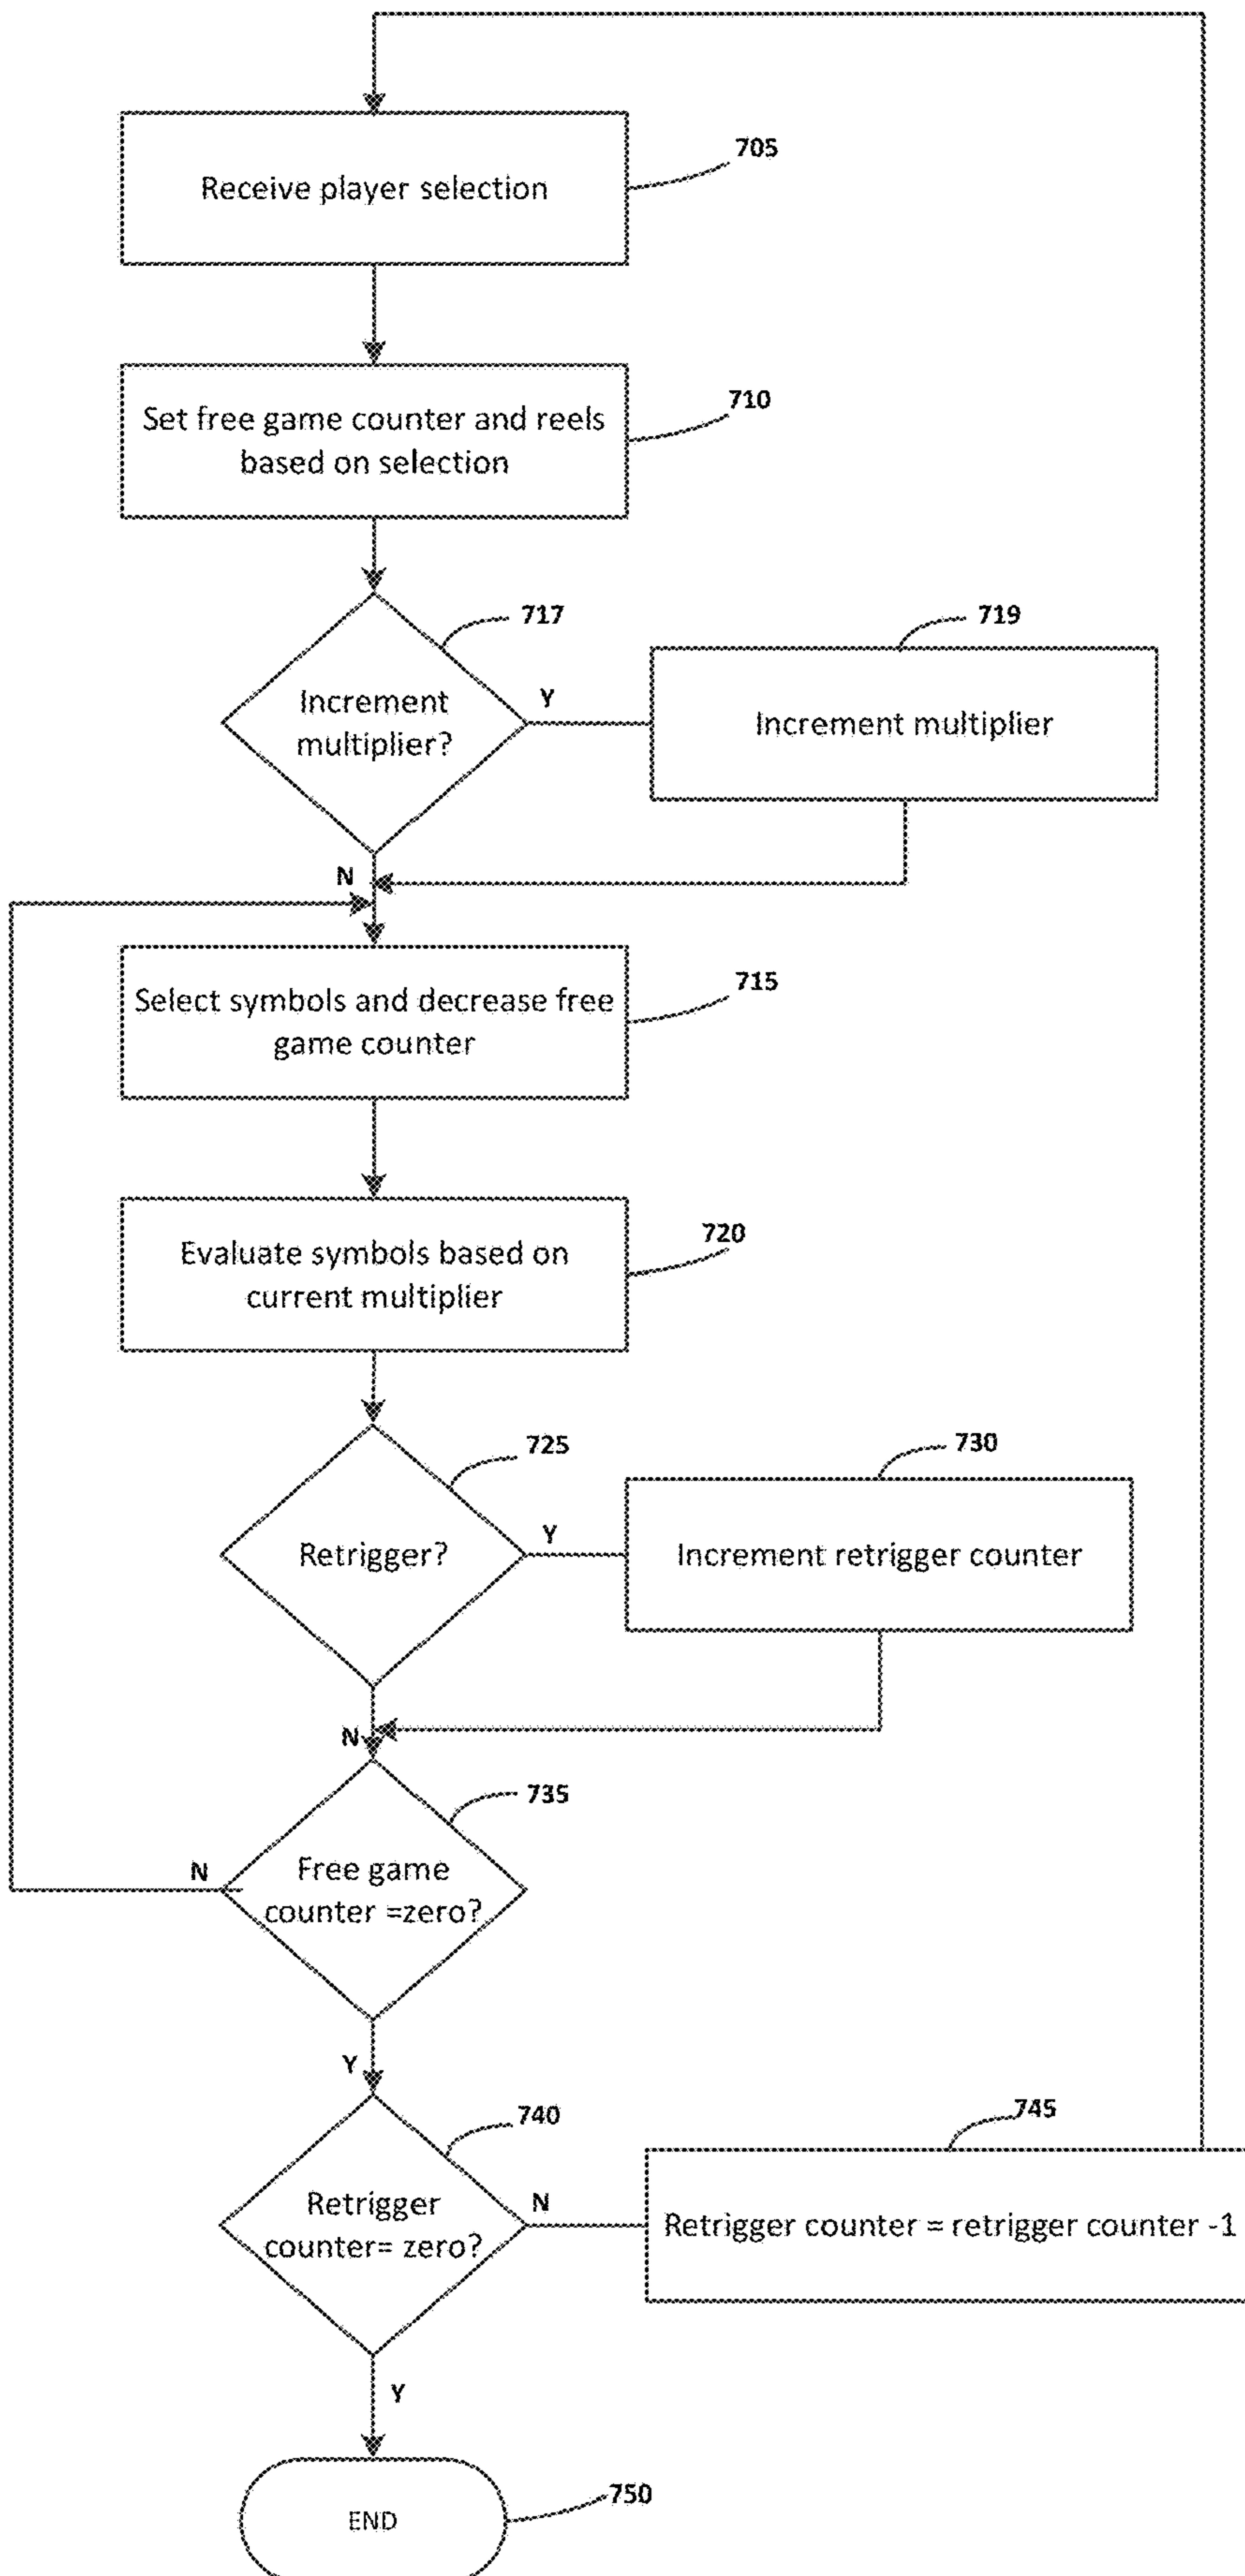 705
Receive player selection
710
Set free game counter and reels
based on selection
717
719
Increment
multiplier?
Y
Increment multiplier
N
715
Select symbols and decrease free
game counter
720
Evaluate symbols based on
current multiplier
725
730
Retrigger?
Y
Increment retrigger counter
N
735
N
Free game
counter =zero?
Y
740
745
Retrigger
counter= zero?
N
Retrigger counter = retrigger counter -1
Y
750
END